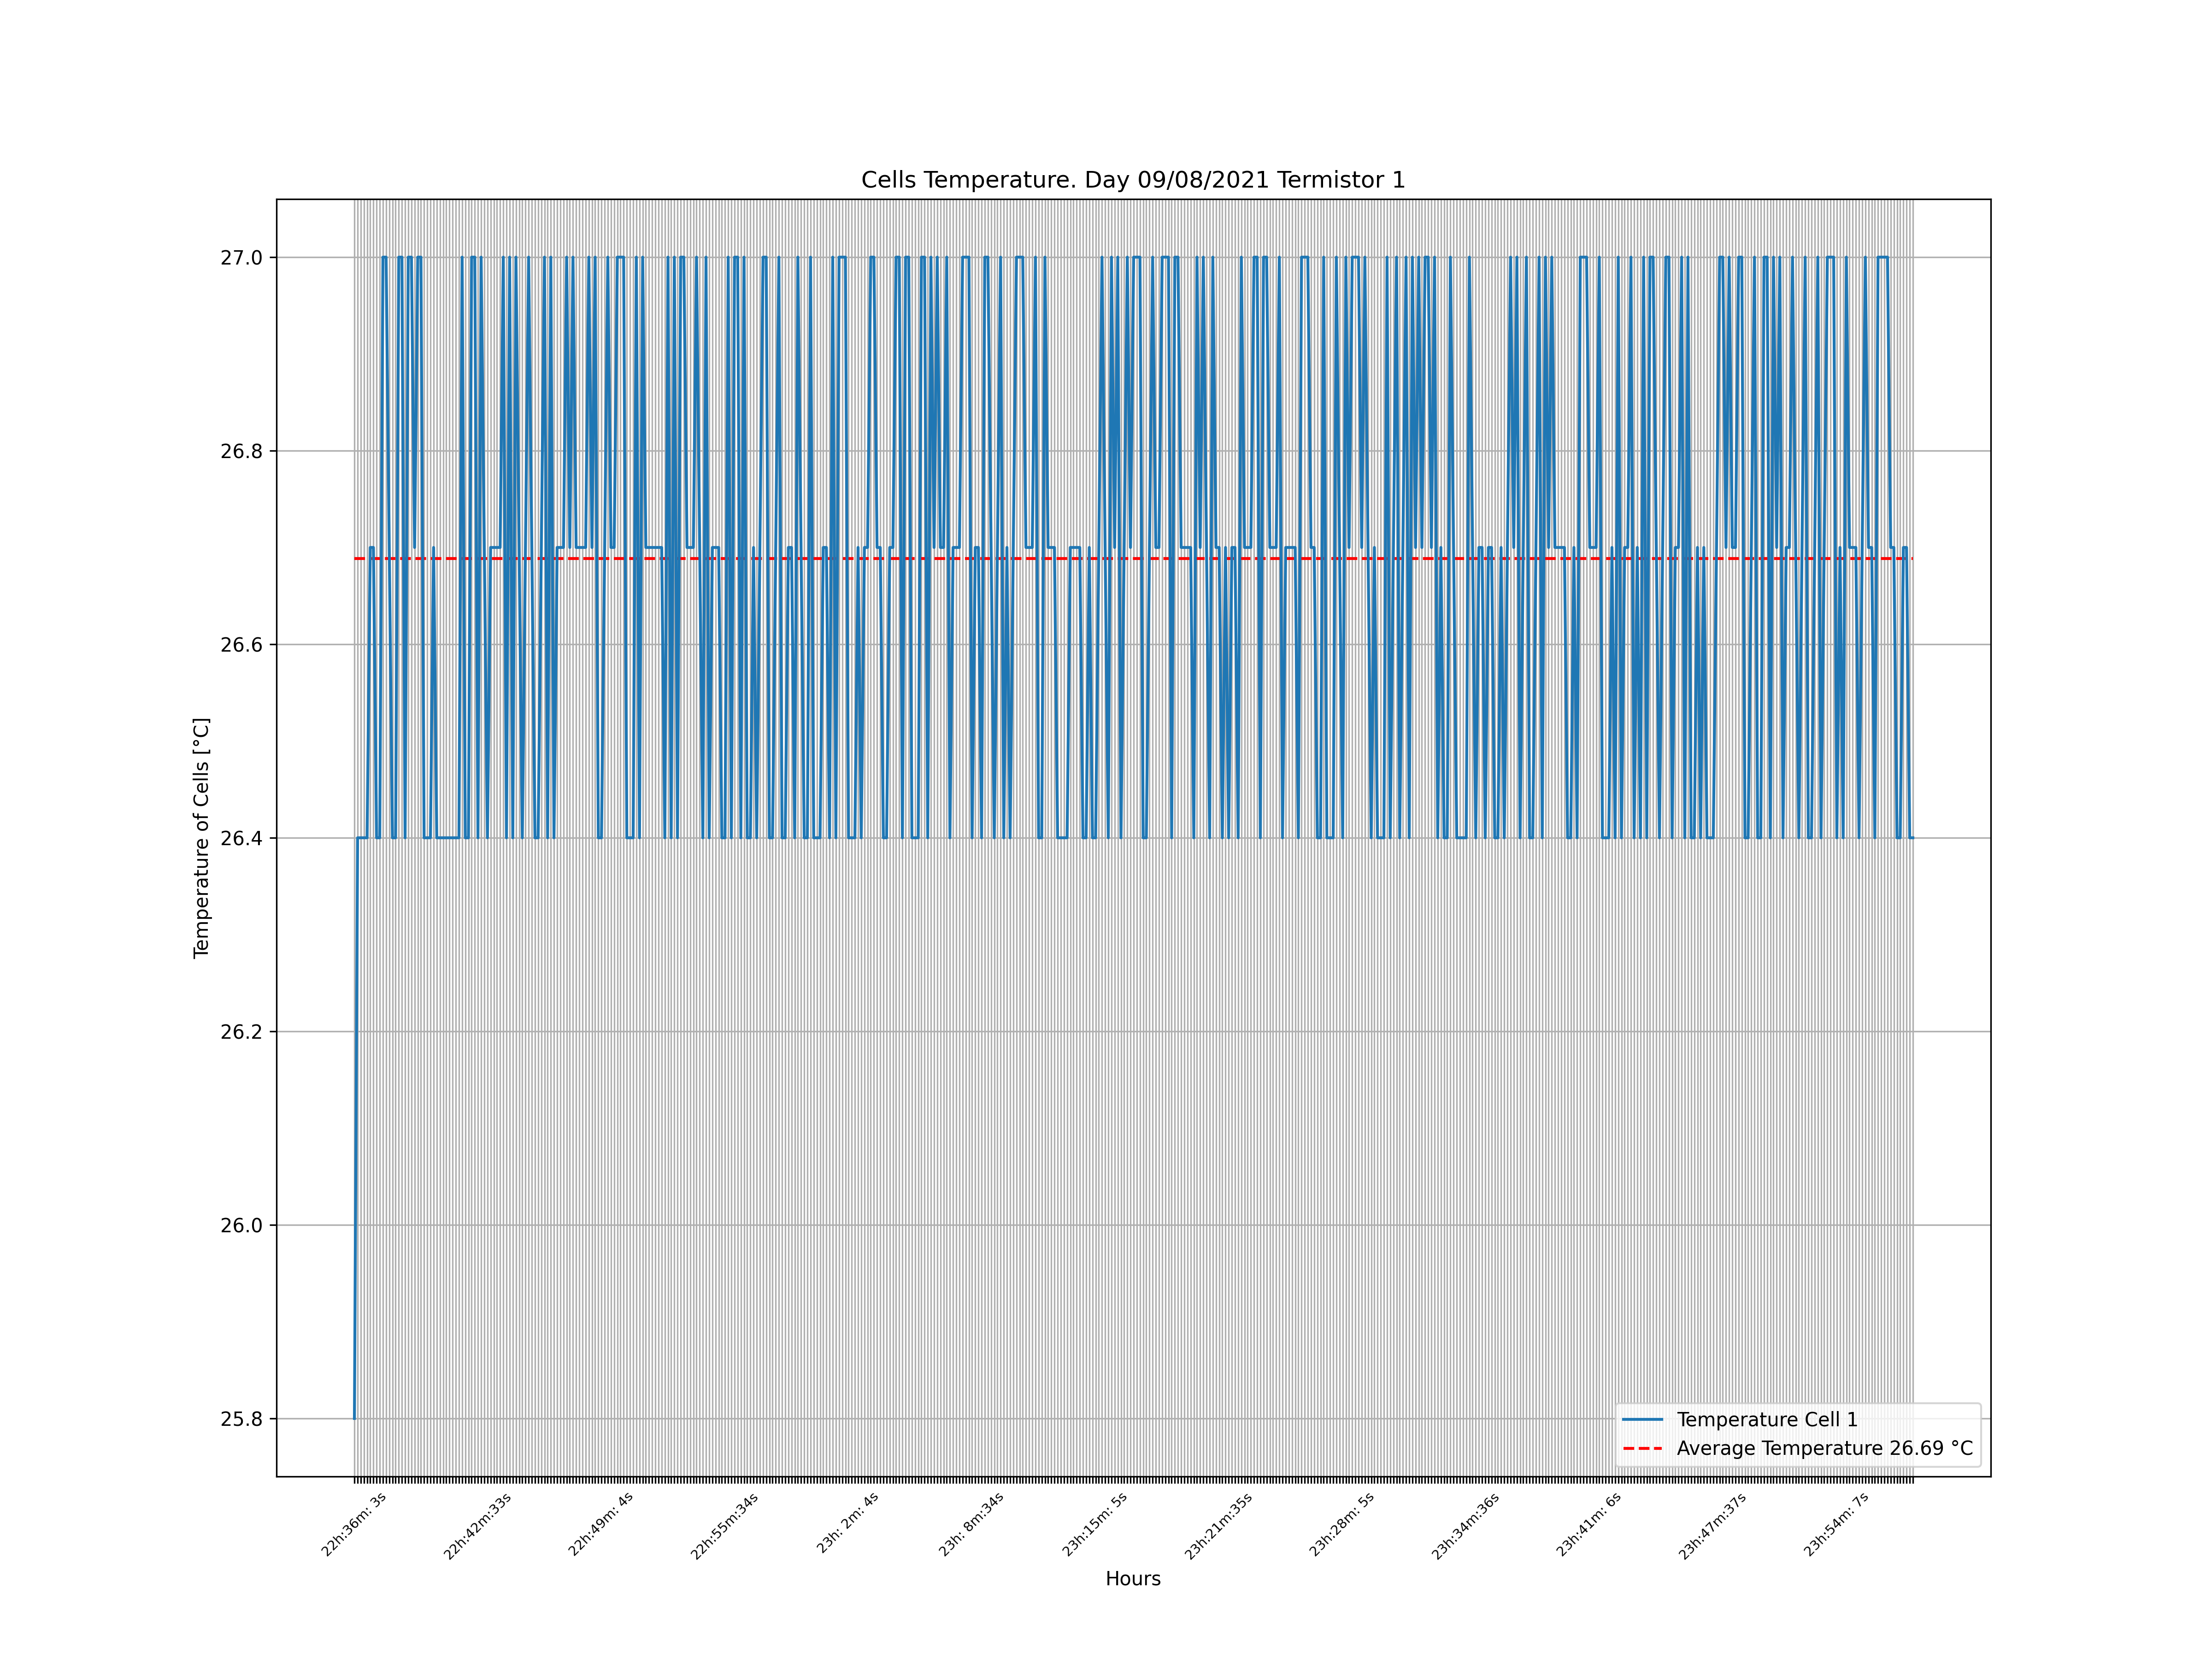 Cells Temperature. Day 09/08/2021 Termistor 1
27.0
26.8
26.6
26.4
26.2
26.0
25.8
Temperature of Cells [°C]
Temperature Cell 1
Average Temperature 26.69 °C
22h:36m: 3s
22h:42m:33s
22h:49m: 4s
22h:55m:34s
23h: 2m: 4s
23h: 8m:34s
23h:15m: 5s
23h:21m:35s
23h:28m: 5s
23h:34m:36s
23h:41m: 6s
23h:47m:37s
23h:54m: 7s
Hours